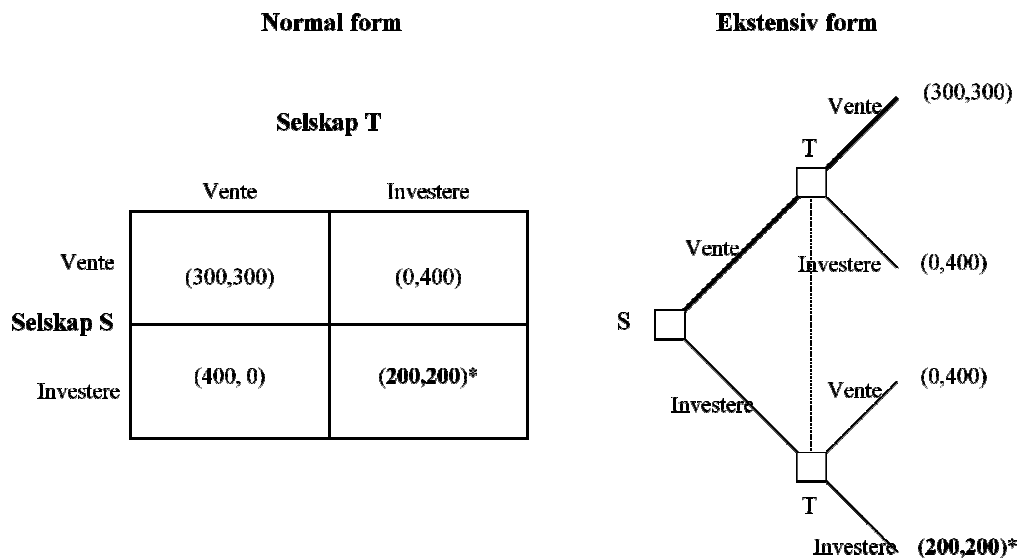 Normal form
Selskap T
Vente Investere
Vente
(300,300) (0,400)
Selskap S
Investere
(400, 0) (200,200)*
Ekstensiv form
Vente (300,300)
T
Vente
Investere (0,400)
S
Investere
Vente (0,400)
T
Investere (200,200)*